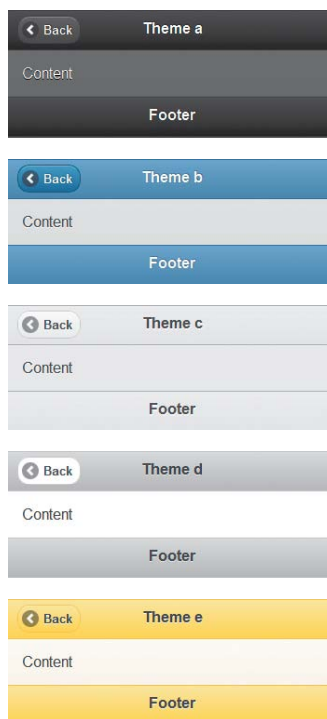 Back Theme a
Content
Footer
Back Theme b
Content
Footer
Back Theme c
Content
Footer
Back Theme d
Content
Footer
Back Theme e
Content
Footer